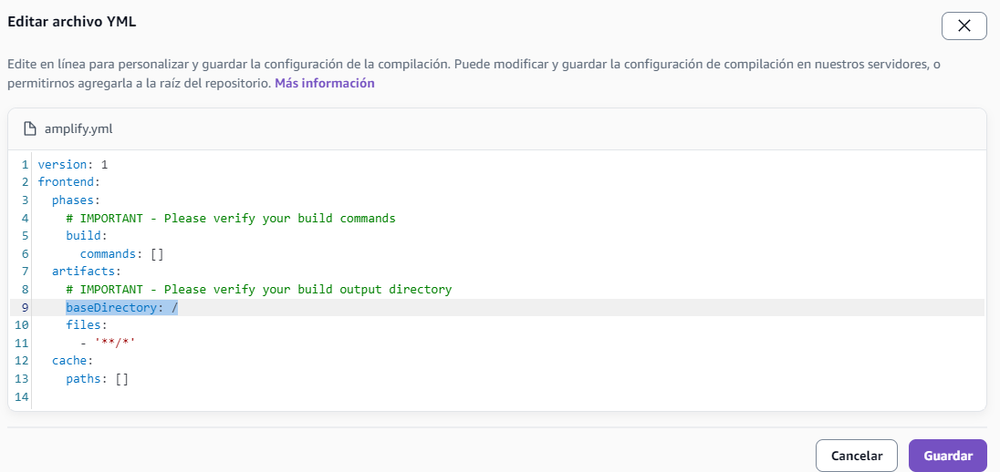 Editar archivo YML
Edite en línea para personalizar y guardar la configuración de la compilación. Puede modificar y guardar la configuración de compilación en nuestros servidores, o
permitirnos agregarla a la raíz del repositorio. Más información
amplify.yml
1 version: 1
2 frontend:
3   phases:
4     # IMPORTANT - Please verify your build commands
5     build:
6       commands: []
7   artifacts:
8     # IMPORTANT - Please verify your build output directory
9     baseDirectory: /
10     files:
11       - '**/*'
12   cache:
13     paths: []
14
Cancelar Guardar